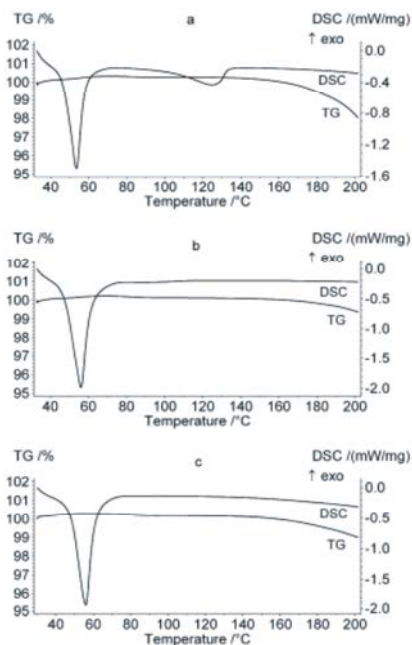 TG /% a DSC /(mW/mg)
↑ exo
102 0.0
101
100 -0.4
DSC
99 TG
98 -0.8
97
96 -1.2
95 -1.6
40 60 80 100 120 140 160 180 200
Temperature /°C
TG /% b DSC /(mW/mg)
↑ exo
102 0.0
101
100 -0.5
DSC
99 TG
98 -1.0
97
96 -1.5
95 -2.0
40 60 80 100 120 140 160 180 200
Temperature /°C
TG /% c DSC /(mW/mg)
↑ exo
102 0.0
101
100 -0.5
DSC
99 TG
98 -1.0
97
96 -1.5
95 -2.0
40 60 80 100 120 140 160 180 200
Temperature /°C